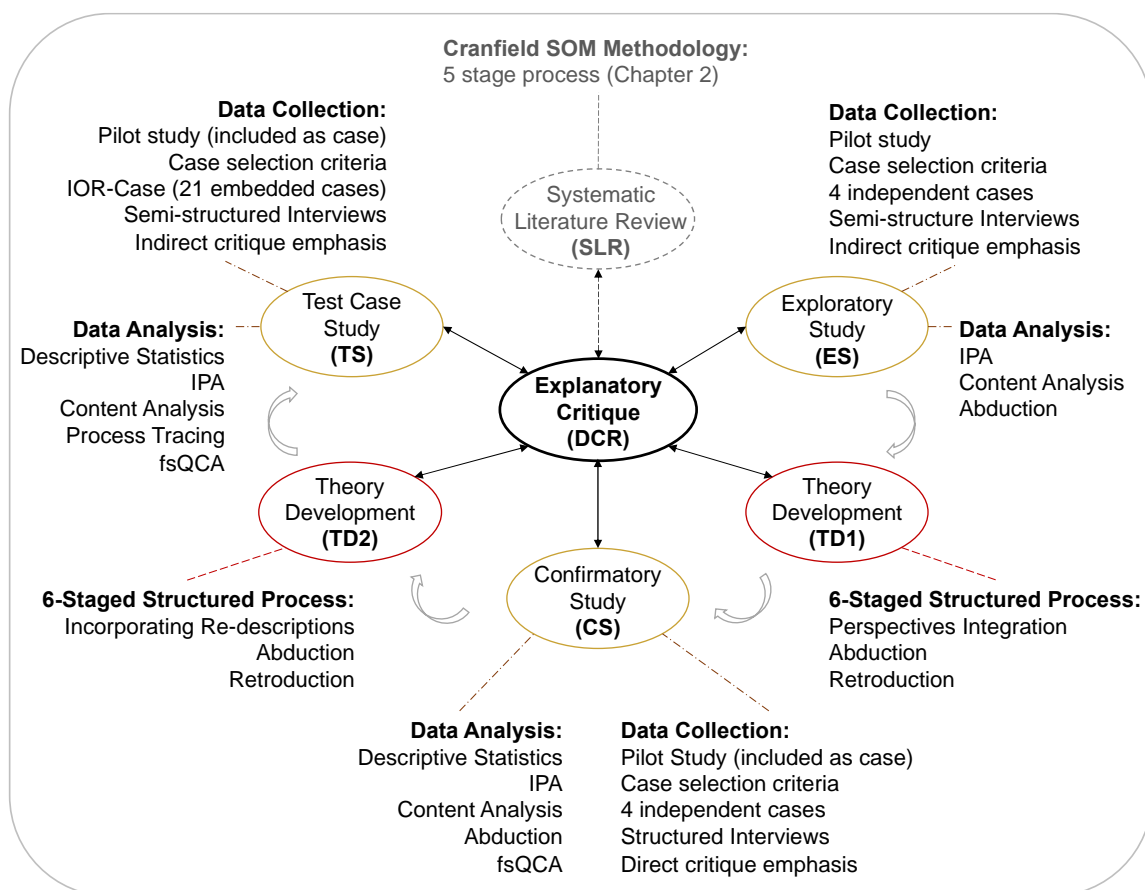 Cranfield SOM Methodology:
5 stage process (Chapter 2)
Data Collection:
Pilot study (included as case)
Case selection criteria
IOR-Case (21 embedded cases)
Semi-structured Interviews
Indirect critique emphasis
Data Collection:
Pilot study
Case selection criteria
4 independent cases
Semi-structure Interviews
Indirect critique emphasis
Systematic
Literature Review
(SLR)
Test Case
Study
(TS)
Exploratory
Study
(ES)
Data Analysis:
Descriptive Statistics
IPA
Content Analysis
Process Tracing
fsQCA
Explanatory
Critique
(DCR)
Data Analysis:
IPA
Content Analysis
Abduction
Theory
Development
(TD2)
Theory
Development
(TD1)
6-Staged Structured Process:
Incorporating Re-descriptions
Abduction
Retroduction
Confirmatory
Study
(CS)
6-Staged Structured Process:
Perspectives Integration
Abduction
Retroduction
Data Analysis:
Descriptive Statistics
IPA
Content Analysis
Abduction
fsQCA
Data Collection:
Pilot Study (included as case)
Case selection criteria
4 independent cases
Structured Interviews
Direct critique emphasis